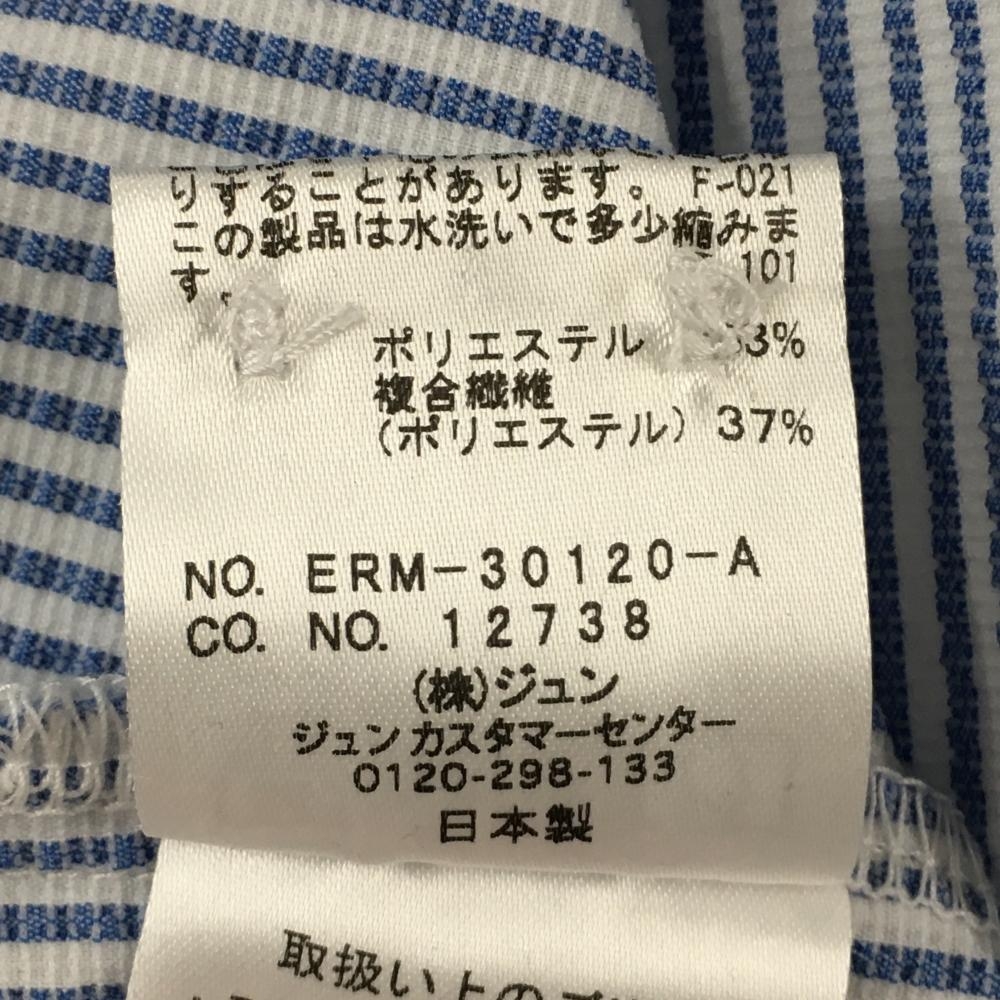 りすることがあります。 F-021
この製品は水洗いで多少縮みま
す。 101
ポリエステル 63%
複合繊維
(ポリエステル) 37%
NO. ERM-30120-A
CO. NO. 12738
(株)ジュン
ジュンカスタマーセンター
0120-298-133
日本製
取扱い上の